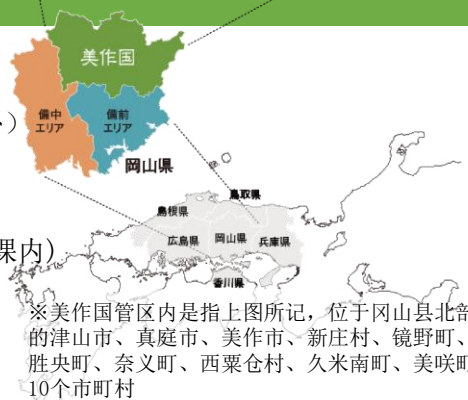 美作国
備中
エリア
備前
エリア
、)
岡山県
鳥取県
島根県
広島県
岡山県
兵庫県
香川県
课内)
※美作国管区内是指上图所记，位于冈山县北部
的津山市、真庭市、美作市、新庄村、镜野町、
胜央町、奈义町、西粟仓村、久米南町、美咲町
10个市町村